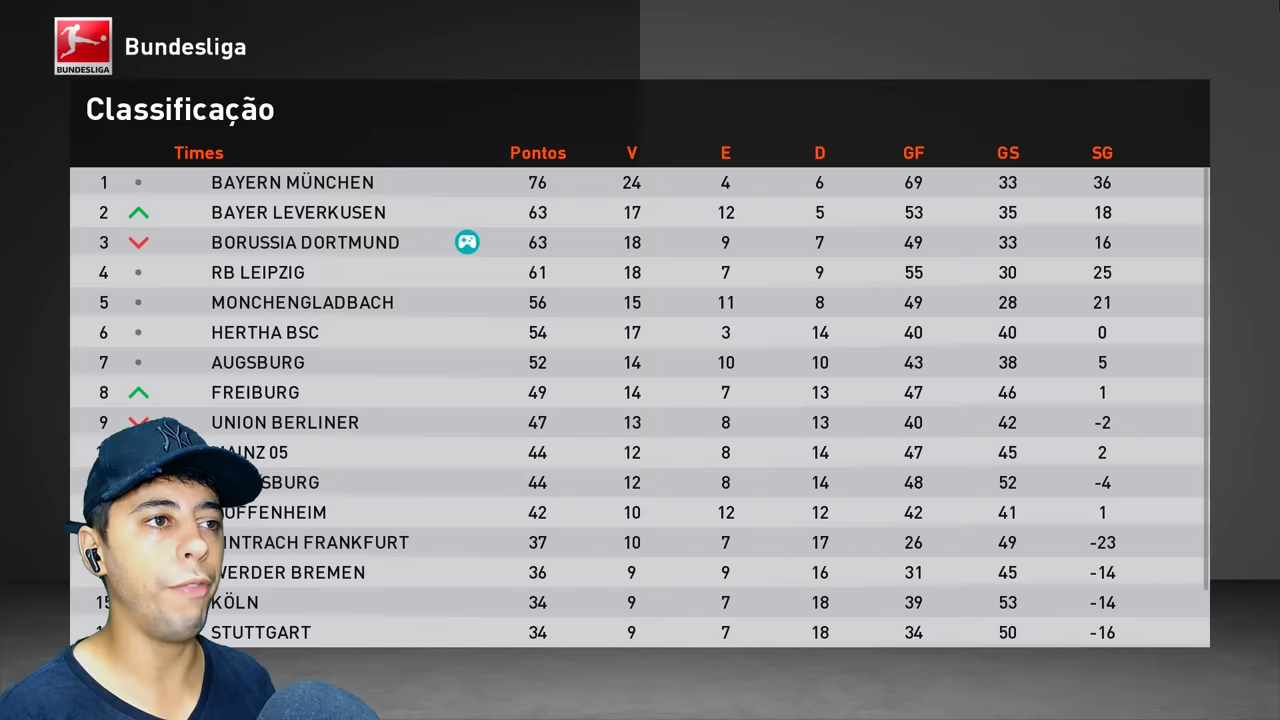 BUNDESLIGA
Bundesliga
Classificação
Times Pontos V E D GF GS SG
1 BAYERN MÜNCHEN 76 24 4 6 69 33 36
2 BAYER LEVERKUSEN 63 17 12 5 53 35 18
3 BORUSSIA DORTMUND 63 18 9 7 49 33 16
4 RB LEIPZIG 61 18 7 9 55 30 25
5 MONCHENGLADBACH 56 15 11 8 49 28 21
6 HERTHA BSC 54 17 3 14 40 40 0
7 AUGSBURG 52 14 10 10 43 38 5
8 FREIBURG 49 14 7 13 47 46 1
9 UNION BERLINER 47 13 8 13 40 42 -2
05 44 12 8 14 47 45 2
44 12 8 14 48 52 -4
42 10 12 12 42 41 1
FRANKFURT 37 10 7 17 26 49 -23
BREMEN 36 9 9 16 31 45 -14
15 KÖLN 34 9 7 18 39 53 -14
STUTTGART 34 9 7 18 34 50 -16